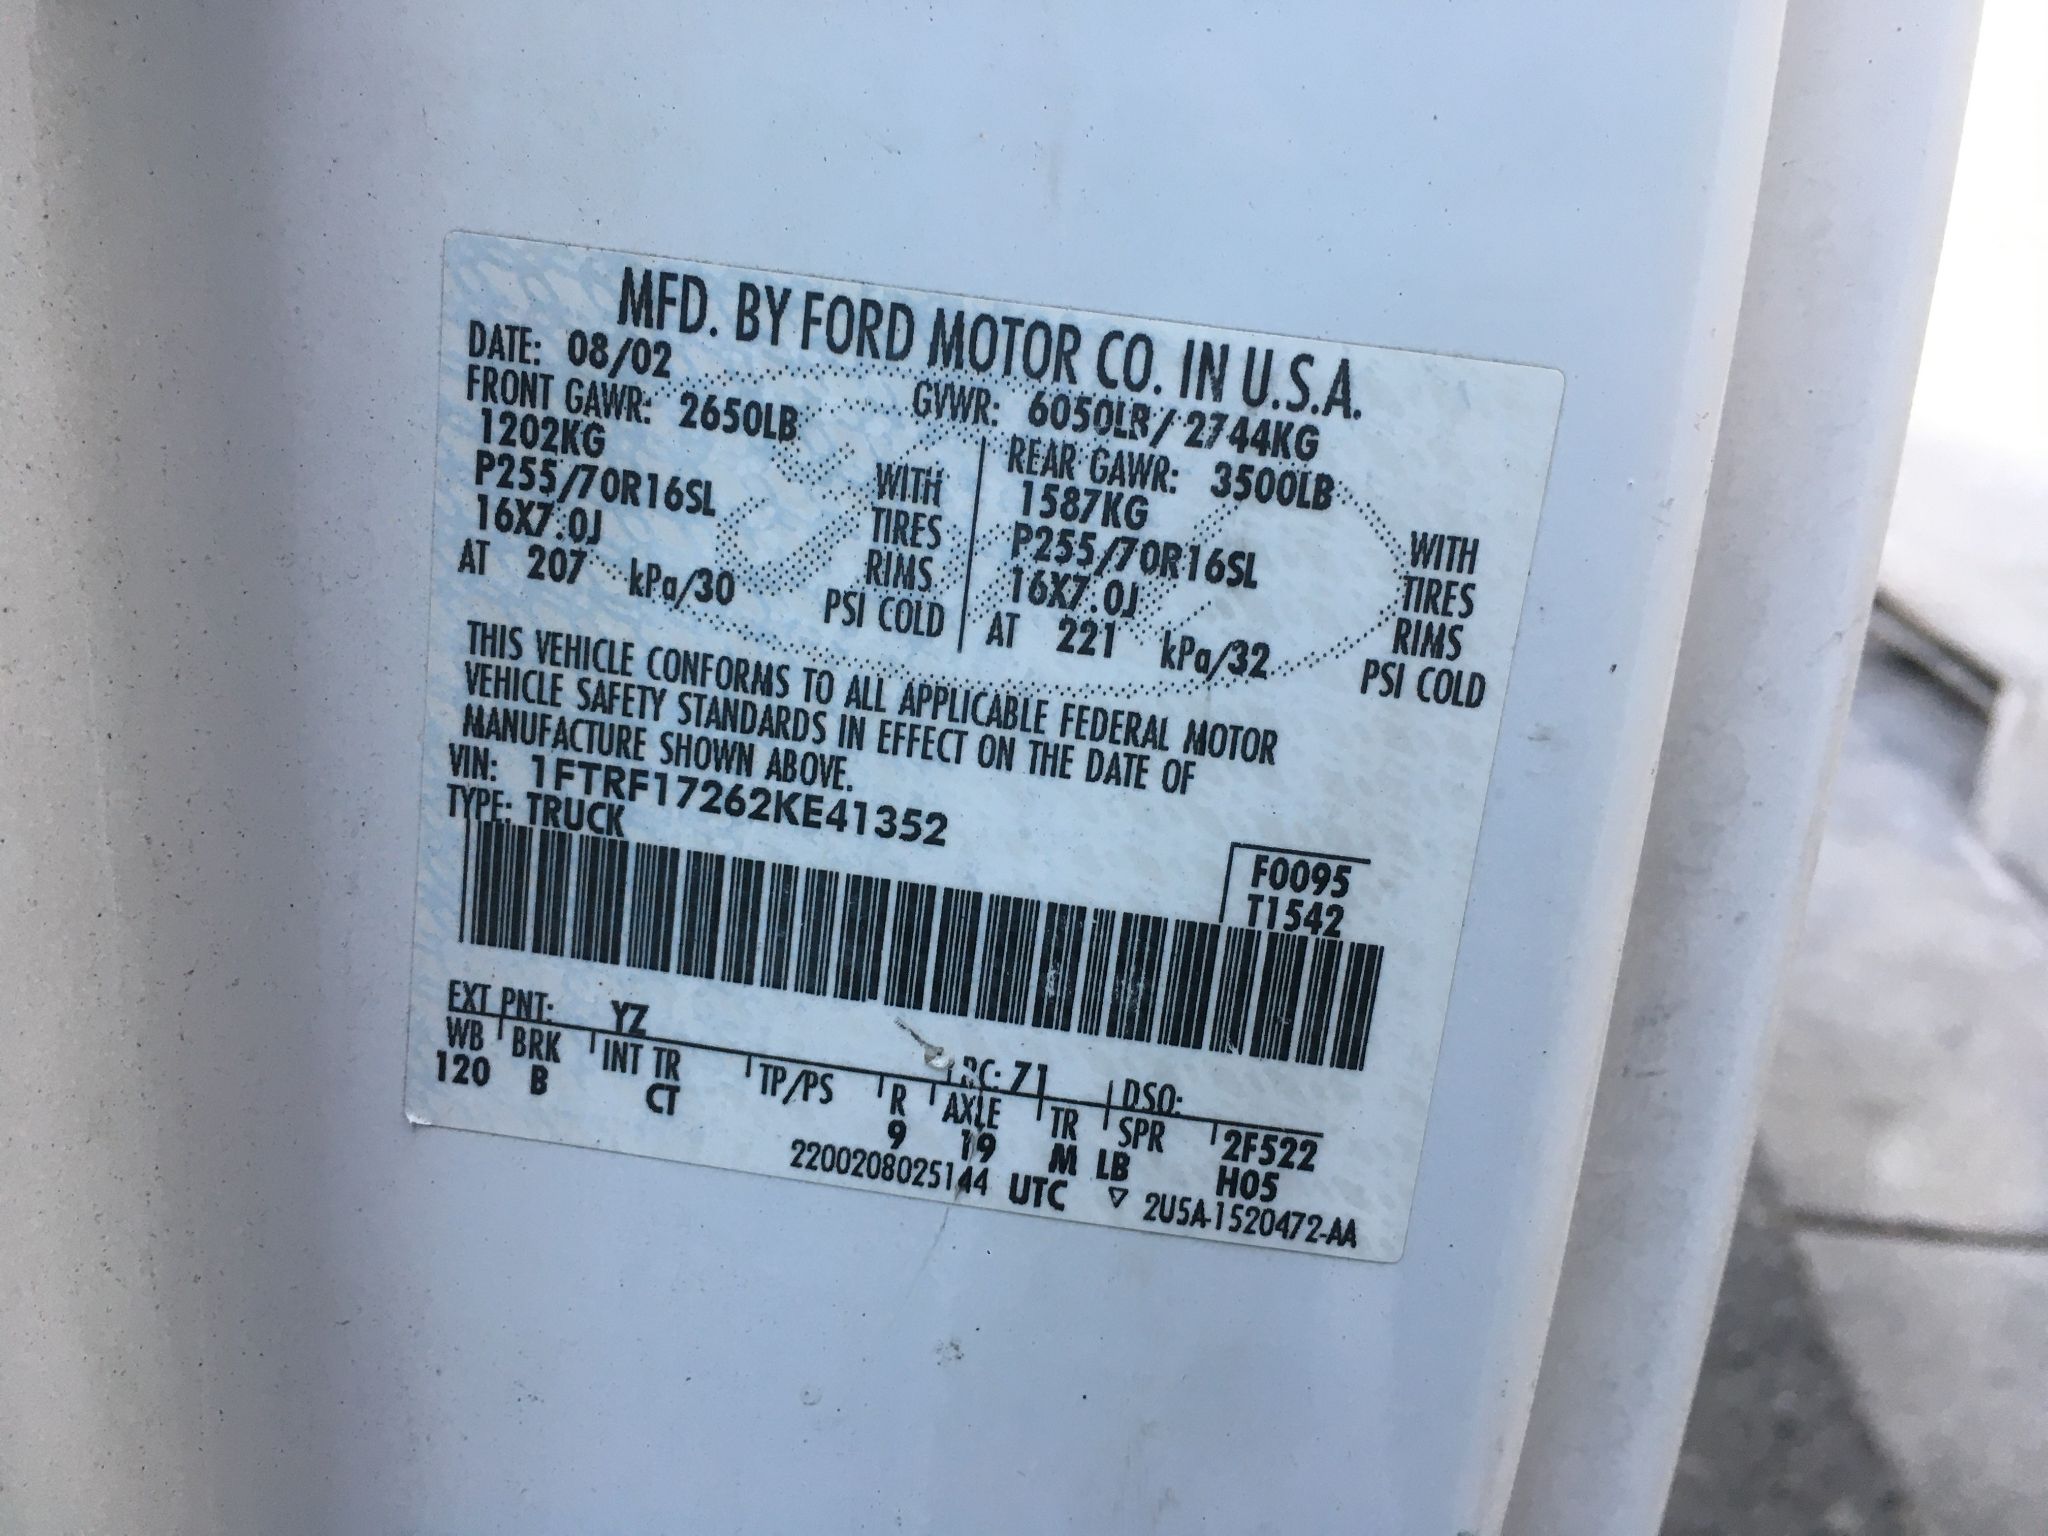 MFD. BY FORD MOTOR CO. IN U.S.A.
DATE: 08/02 GVWR: 6050LB/ 2744KG
FRONT GAWR: 2650LB REAR GAWR: 3500LB
1202KG WITH 1587KG WITH
P255/70R16SL TIRES P255/70R16SL TIRES
16X7.0J RIMS 16X7.0J RIMS
AT 207 kPa/30 PSI COLD AT 221 kPa/32 PSI COLD
THIS VEHICLE CONFORMS TO ALL APPLICABLE FEDERAL MOTOR
VEHICLE SAFETY STANDARDS IN EFFECT ON THE DATE OF
MANUFACTURE SHOWN ABOVE.
VIN: 1FTRF17262KE41352
TYPE: TRUCK
F0095
T1542
EXT PNT: YZ RC: 71 DSO:
WB BRK INT TR TP/PS R AXLE TR SPR 2F522
120 B CT 9 19 M LB H05
2200208025144 UTC ▽ 2U5A-1520472-AA